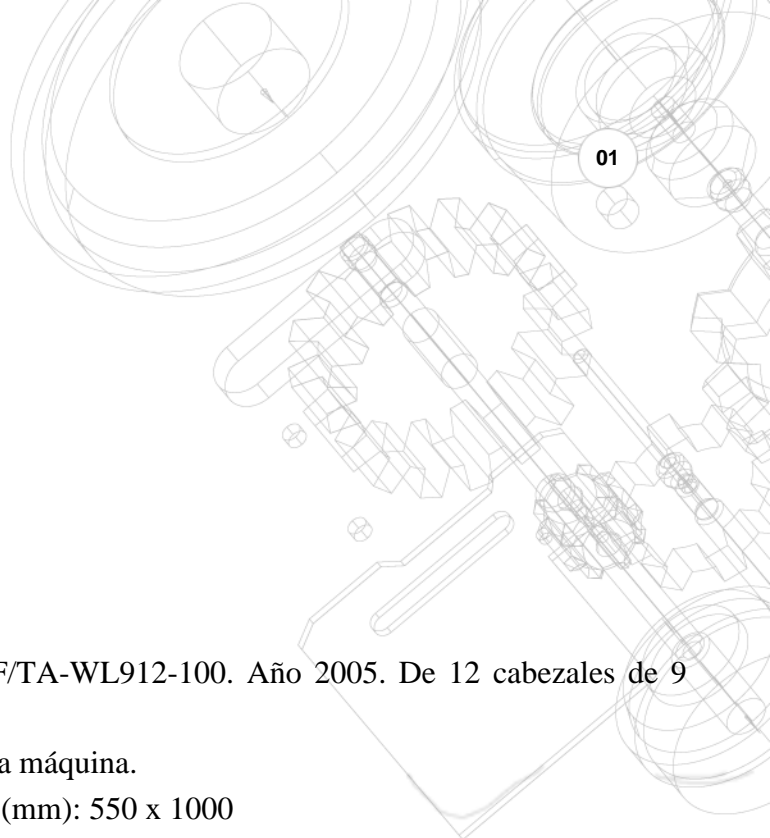 01
F/TA-WL912-100. Año 2005. De 12 cabezales de 9
a máquina.
(mm): 550 x 1000